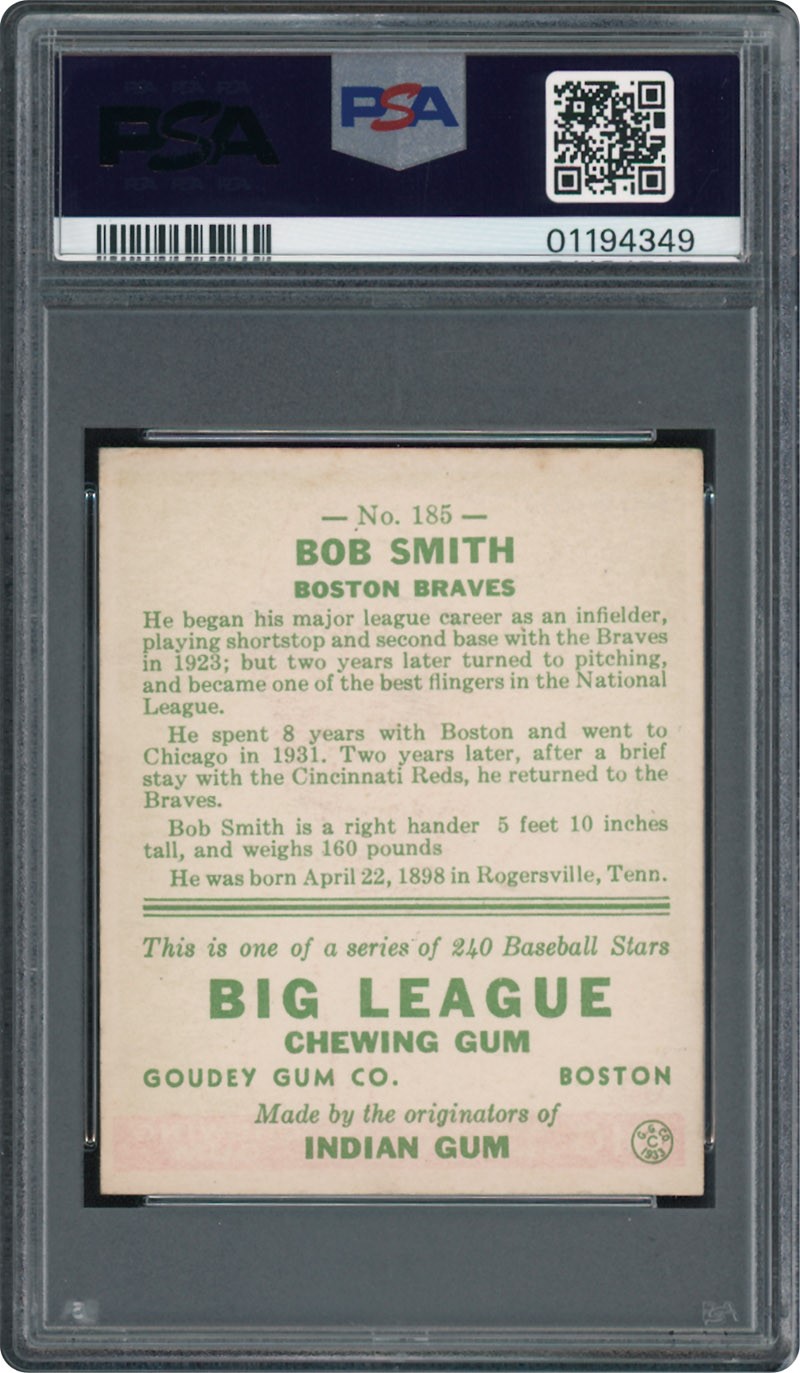 PSA
PSA
01194349
— No. 185 —
BOB SMITH
BOSTON BRAVES
He began his major league career as an infielder,
playing shortstop and second base with the Braves
in 1923; but two years later turned to pitching,
and became one of the best flingers in the National
League.
He spent 8 years with Boston and went to
Chicago in 1931. Two years later, after a brief
stay with the Cincinnati Reds, he returned to the
Braves.
Bob Smith is a right hander 5 feet 10 inches
tall, and weighs 160 pounds
He was born April 22, 1898 in Rogersville, Tenn.
This is one of a series of 240 Baseball Stars
BIG LEAGUE
CHEWING GUM
GOUDEY GUM CO. BOSTON
Made by the originators of
INDIAN GUM
G. G. CO.
C
1933
PSA